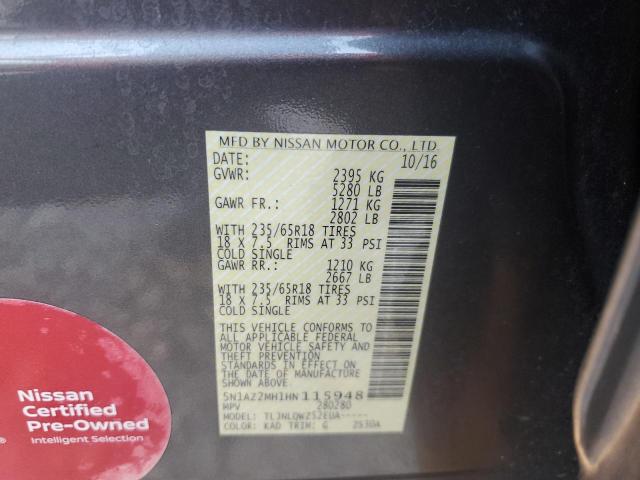 MFD BY NISSAN MOTOR CO., LTD.
DATE: 10/16
GVWR: 2395 KG
5280 LB
GAWR FR.: 1271 KG
2802 LB
WITH 235/65R18 TIRES
18 X 7.5 RIMS AT 33 PSI
COLD SINGLE
GAWR RR.: 1210 KG
2667 LB
WITH 235/65R18 TIRES
18 X 7.5 RIMS AT 33 PSI
COLD SINGLE
THIS VEHICLE CONFORMS TO
ALL APPLICABLE FEDERAL
MOTOR VEHICLE SAFETY AND
THEFT PREVENTION
STANDARDS IN EFFECT ON
THE DATE OF MANUFACTURE
SHOWN ABOVE.
5N1AZ2MH1HN115948
MPV 280280
TYPE: TLJNLQWZ52EUA-----
COLOR: KAD TRIM: G 2530A
Nissan
Certified
Pre-Owned
Intelligent Selection
®